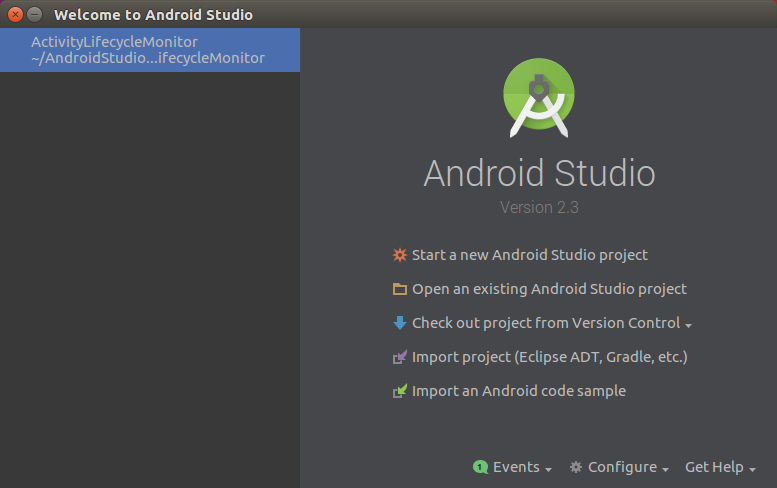 Welcome to Android Studio
ActivityLifecycleMonitor
~/AndroidStudio...ifecycleMonitor
Android Studio
Version 2.3
Start a new Android Studio project
Open an existing Android Studio project
Check out project from Version Control
Import project (Eclipse ADT, Gradle, etc.)
Import an Android code sample
1 Events Configure Get Help